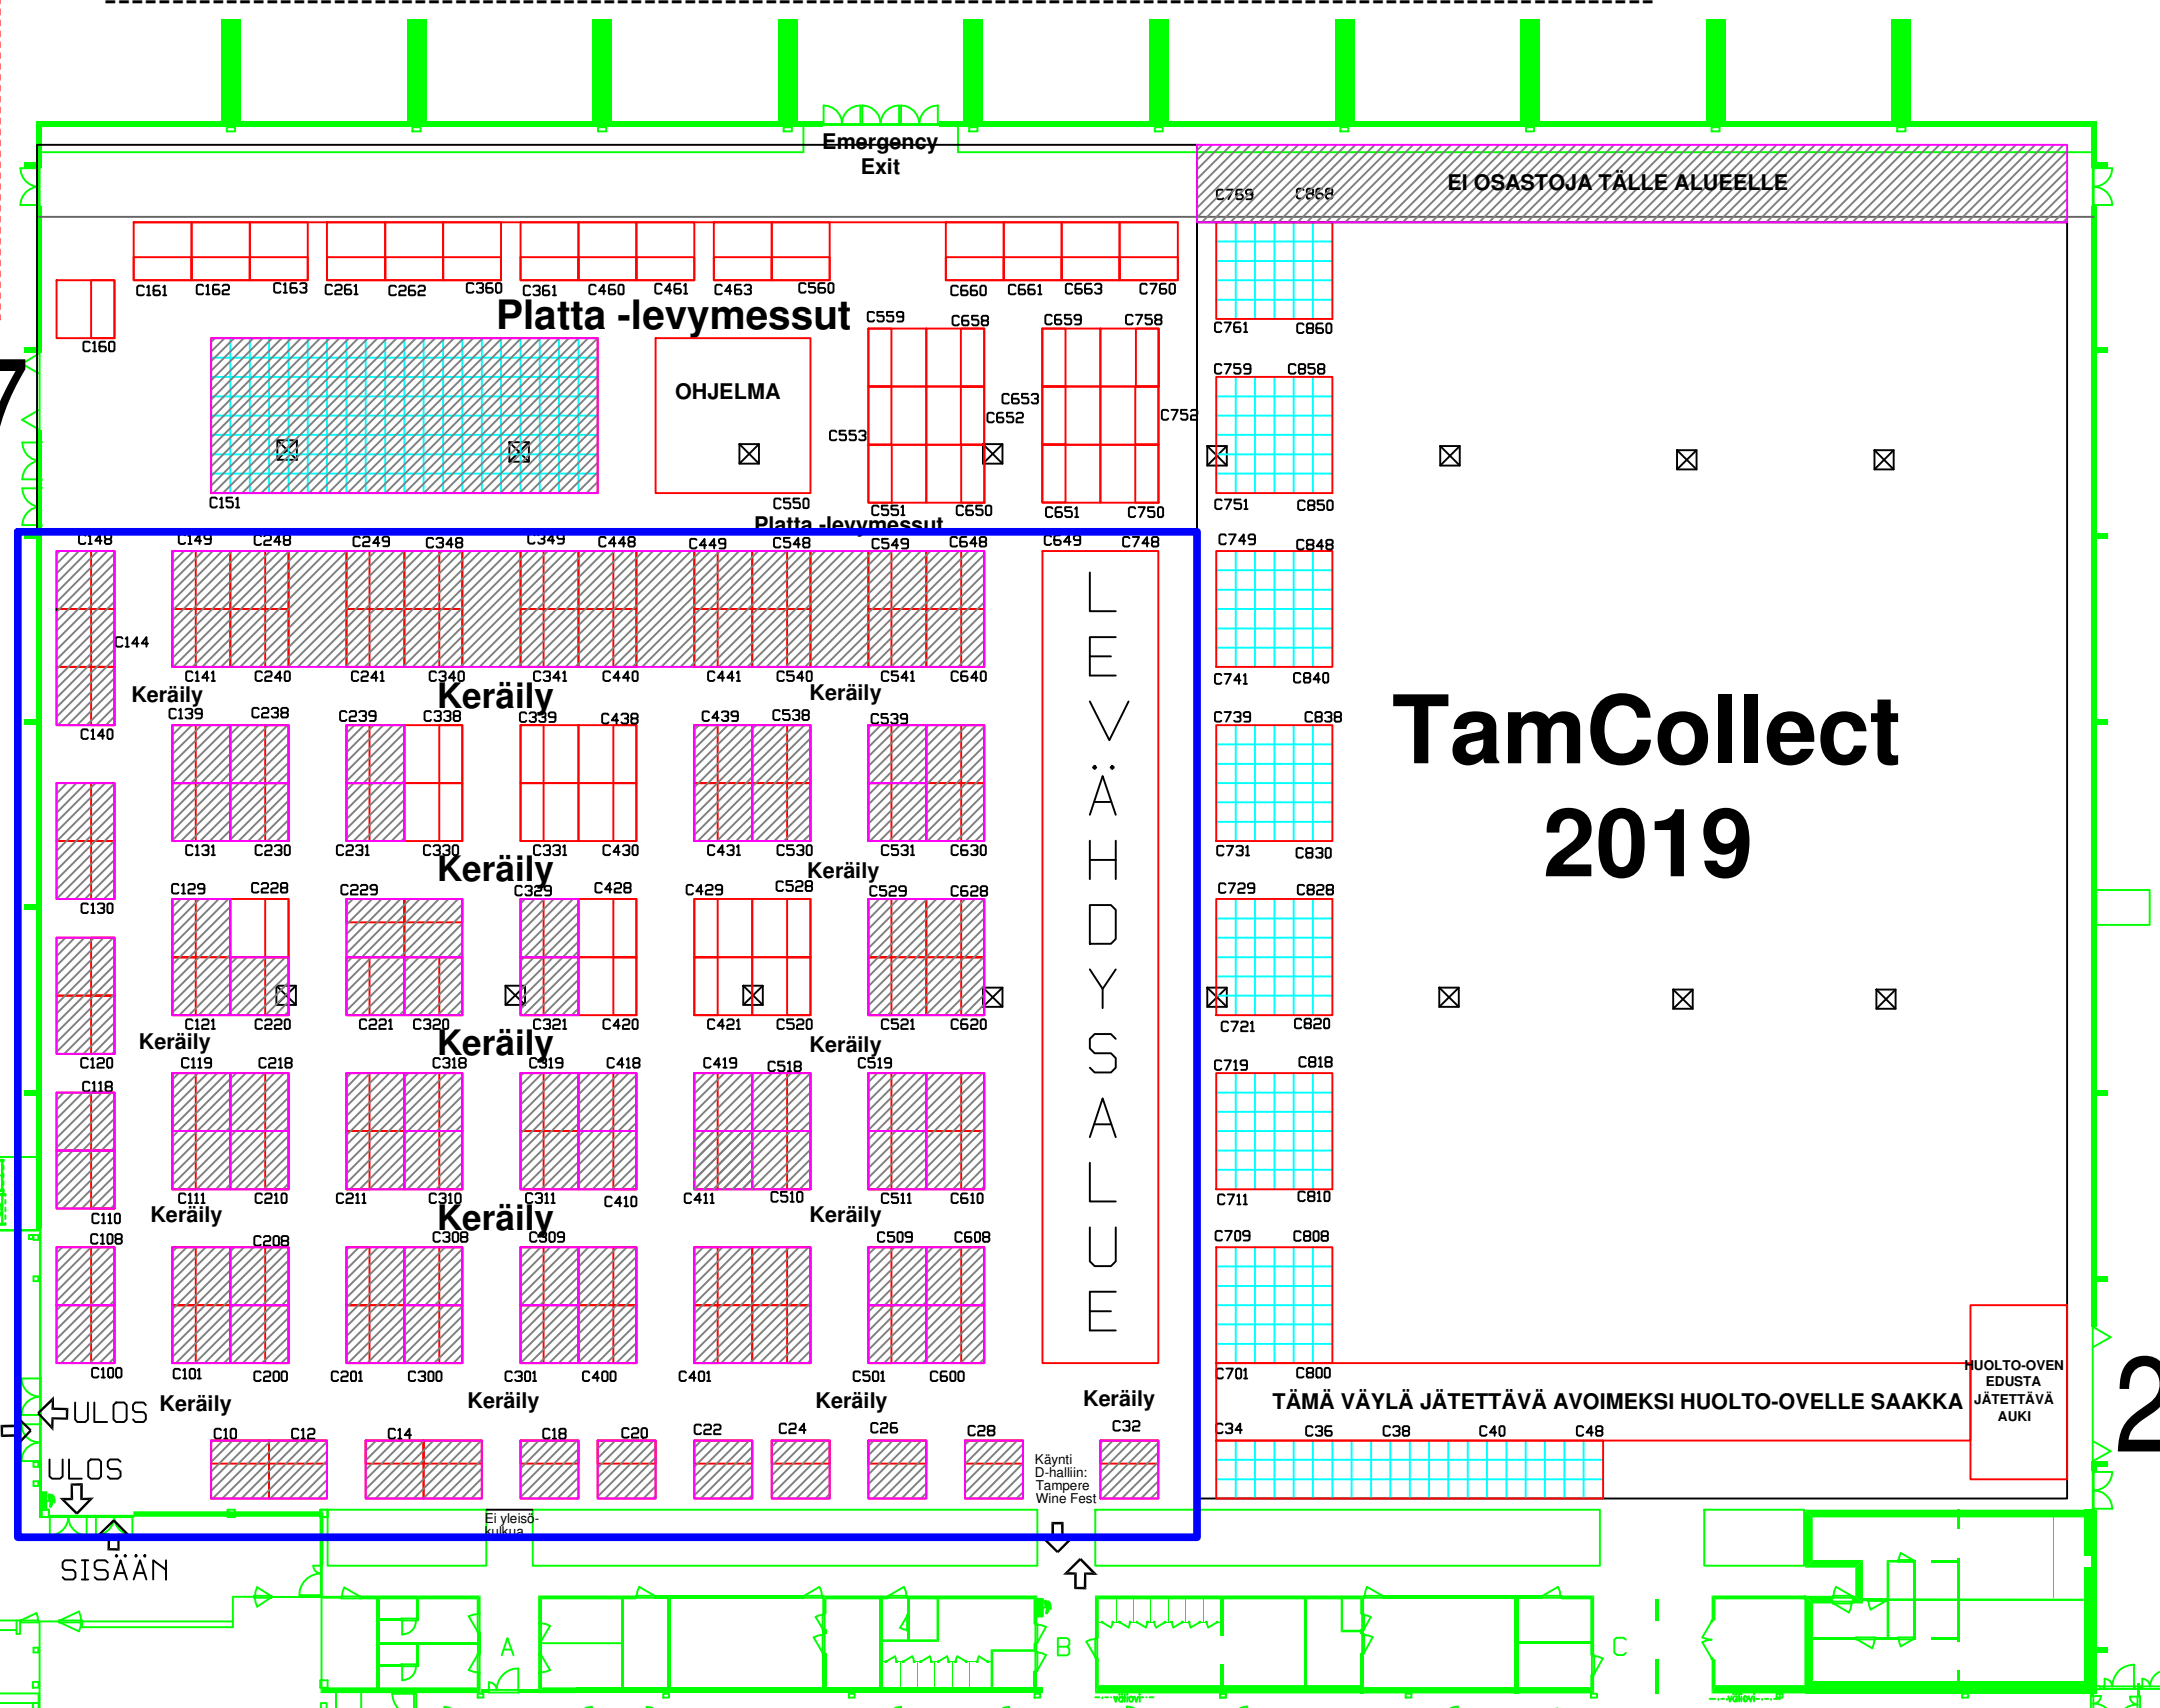 Emergency
Exit
C769 C868
EI OSASTOJA TÄLLE ALUEELLE
C161 C162 C163 C261 C262 C360 C361 C460 C461 C463 C560 C660 C661 C663 C760
Platta -levymessut
C160
C559 C658 C659 C758
C761 C860
7
OHJELMA
C759 C858
C653
C652
C752
C553
C151
C550
C551 C650 C651 C750
C751 C850
Platta -levymessut
C148 C149 C248 C249 C348 C349 C448 C449 C548 C549 C648 C649 C748 C749 C848
C144
C141 C240 C241 C340 C341 C440 C441 C540 C541 C640
C741 C840
Keräily
Keräily
Keräily
C140
C139 C238 C239 C338 C339 C438 C439 C538 C539
C739 C838
TamCollect
2019
LEVÄHDYSALUE
C131 C230 C231 C330 C331 C430 C431 C530 C531 C630
C731 C830
Keräily
Keräily
C130
C129 C228 C229 C329 C428 C429 C528 C529 C628
C729 C828
C121 C220 C221 C320 C321 C420 C421 C520 C521 C620
C721 C820
Keräily
Keräily
Keräily
C120
C118
C119 C218 C318 C319 C418 C419 C518 C519
C719 C818
C111 C210 C211 C310 C311 C410 C411 C510 C511 C610
C711 C810
Keräily
Keräily
Keräily
C110
C108
C208 C308 C309 C509 C608
C709 C808
C100
C101 C200 C201 C300 C301 C400 C401 C501 C600
C701 C800
Keräily
Keräily
Keräily
Keräily
TÄMÄ VÄYLÄ JÄTETTÄVÄ AVOIMEKSI HUOLTO-OVELLE SAAKKA
HUOLTO-OVEN
EDUSTA
JÄTETTÄVÄ
AUKI
2
ULOS
C10 C12 C14 C18 C20 C22 C24 C26 C28 C32
C34 C36 C38 C40 C48
ULOS
Käynti
D-halliin:
Tampere
Wine Fest
Ei yleisö-
kulkua
SISÄÄN
A
B
C